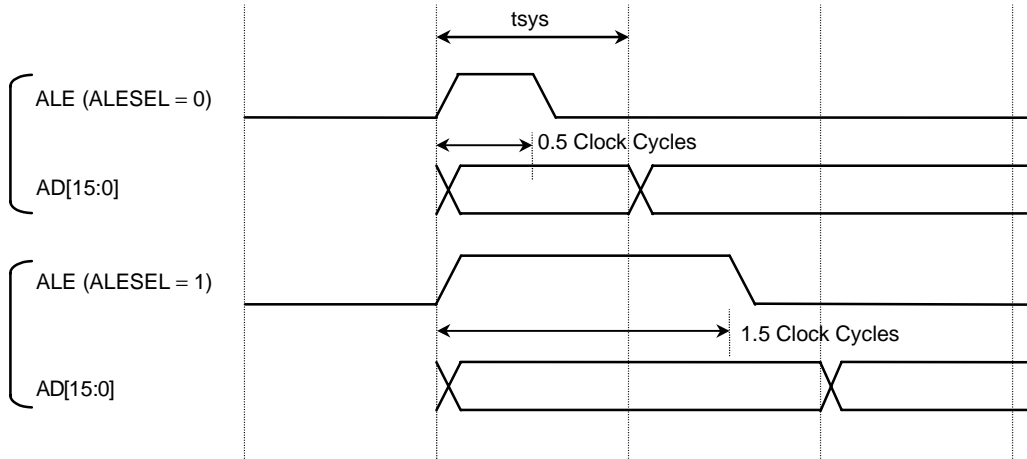 tsys
ALE (ALESEL = 0)
0.5 Clock Cycles
AD[15:0]
ALE (ALESEL = 1)
1.5 Clock Cycles
AD[15:0]